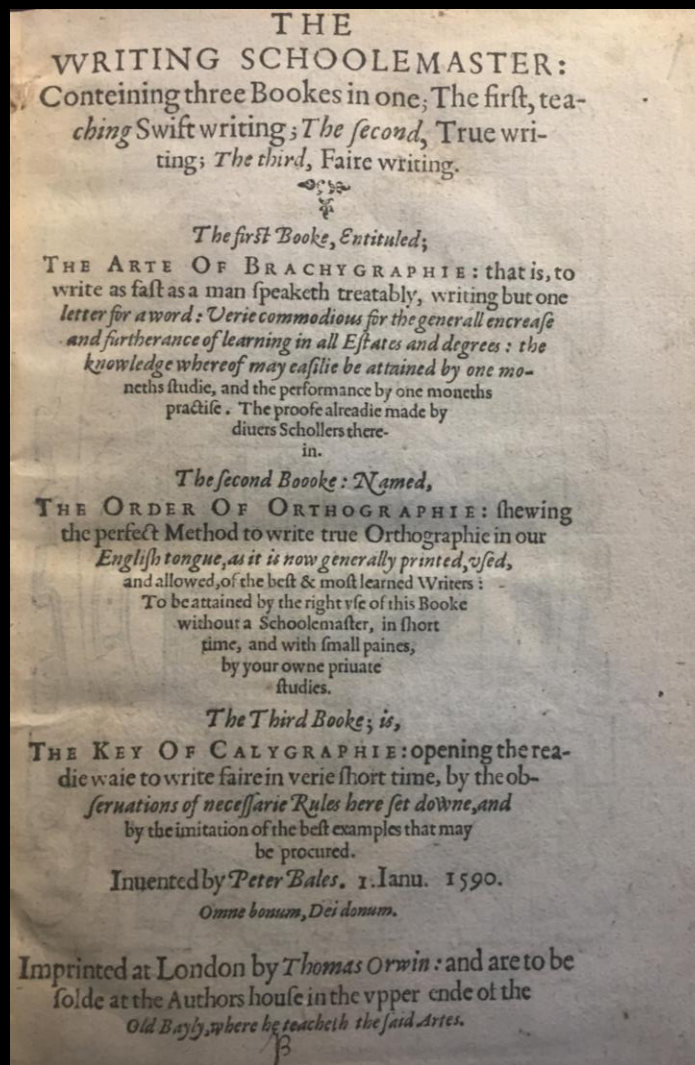 THE
VVRITING SCHOOLEMASTER:
Conteining three Bookes in one; The firſt, tea-
ching Swift writing; The ſecond, True wri-
ting; The third, Faire writing.
The firſt Booke, Entituled;
THE ARTE OF BRACHYGRAPHIE: that is, to
write as faſt as a man ſpeaketh treatably, writing but one
letter for a word: Verie commodious for the generall encreaſe
and furtherance of learning in all Eſtates and degrees: the
knowledge whereof may eaſilie be attained by one mo-
neths ſtudie, and the performance by one moneths
practiſe. The proofe alreadie made by
diuers Schollers there-
in.
The ſecond Boooke: Named,
THE ORDER OF ORTHOGRAPHIE: ſhewing
the perfect Method to write true Orthographie in our
Engliſh tongue, as it is now generally printed, vſed,
and allowed, of the beſt & moſt learned Writers:
To be attained by the right vſe of this Booke
without a Schoolemaſter, in ſhort
time, and with ſmall paines,
by your owne priuate
ſtudies.
The Third Booke; is,
THE KEY OF CALYGRAPHIE: opening the rea-
die waie to write faire in verie ſhort time, by the ob-
ſeruations of neceſſarie Rules here ſet downe, and
by the imitation of the beſt examples that may
be procured.
Inuented by Peter Bales. 1. Ianu. 1590.
Omne bonum, Dei donum.
Imprinted at London by Thomas Orwin: and are to be
ſolde at the Authors houſe in the vpper ende of the
Old Bayly, where he teacheth the ſaid Artes.